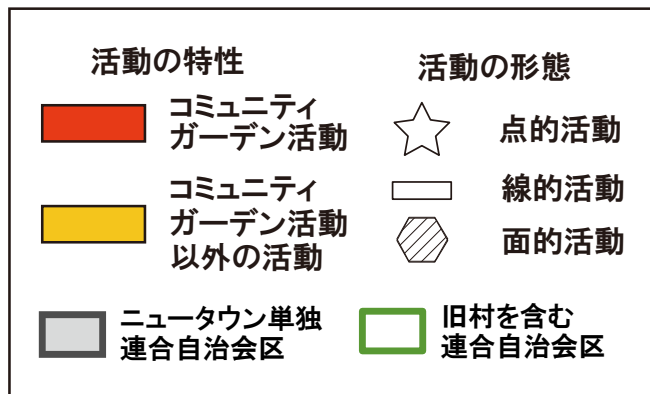 活動の特性
コミュニティ
ガーデン活動
コミュニティ
ガーデン活動
以外の活動
活動の形態
点的活動
線的活動
面的活動
ニュータウン単独
連合自治会区
旧村を含む
連合自治会区